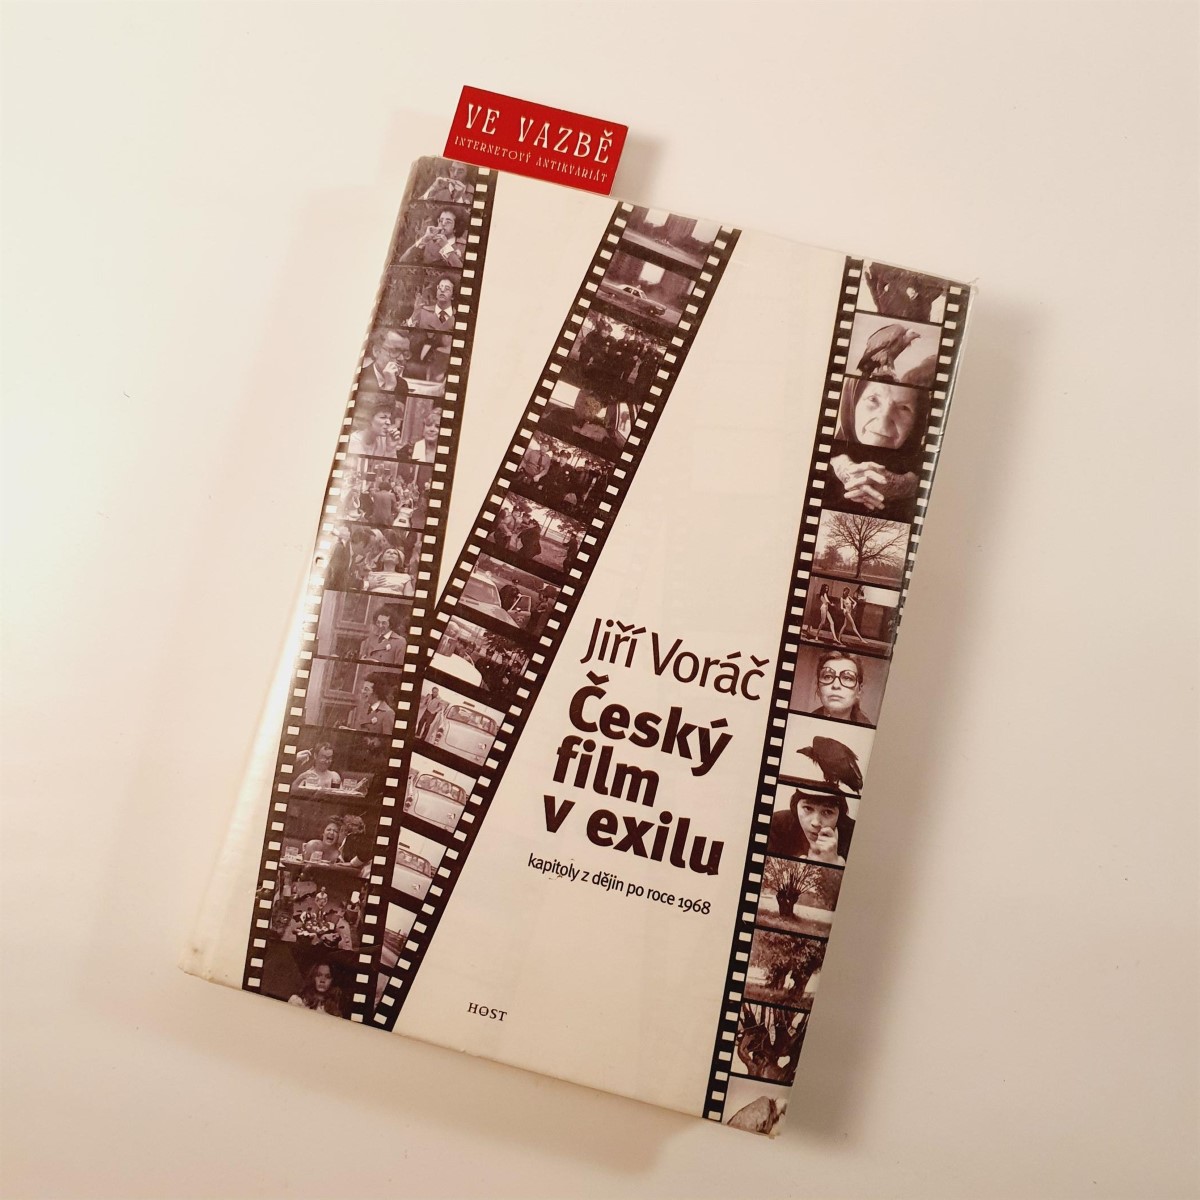 VE VAZBĚ
INTERNETOVÝ ANTIKVARIÁT
Jiří Voráč
Český
film
v exilu
kapitoly z dějin po roce 1968
HOST